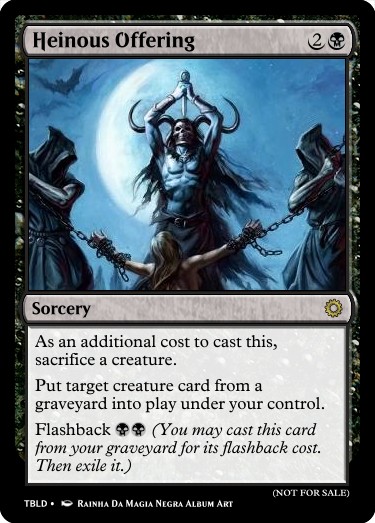 Heinous Offering 2
Sorcery
As an additional cost to cast this,
sacrifice a creature.
Put target creature card from a
graveyard into play under your control.
Flashback (You may cast this card
from your graveyard for its flashback cost.
Then exile it.)
(NOT FOR SALE)
TBLD • Rainha Da Magia Negra Album Art